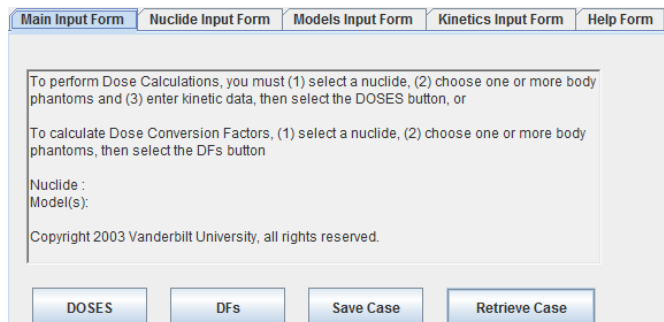 Main Input Form Nuclide Input Form Models Input Form Kinetics Input Form Help Form
To perform Dose Calculations, you must (1) select a nuclide, (2) choose one or more body
phantoms and (3) enter kinetic data, then select the DOSES button, or
To calculate Dose Conversion Factors, (1) select a nuclide, (2) choose one or more body
phantoms, then select the DFs button
Nuclide :
Model(s):
Copyright 2003 Vanderbilt University, all rights reserved.
DOSES DFs Save Case Retrieve Case